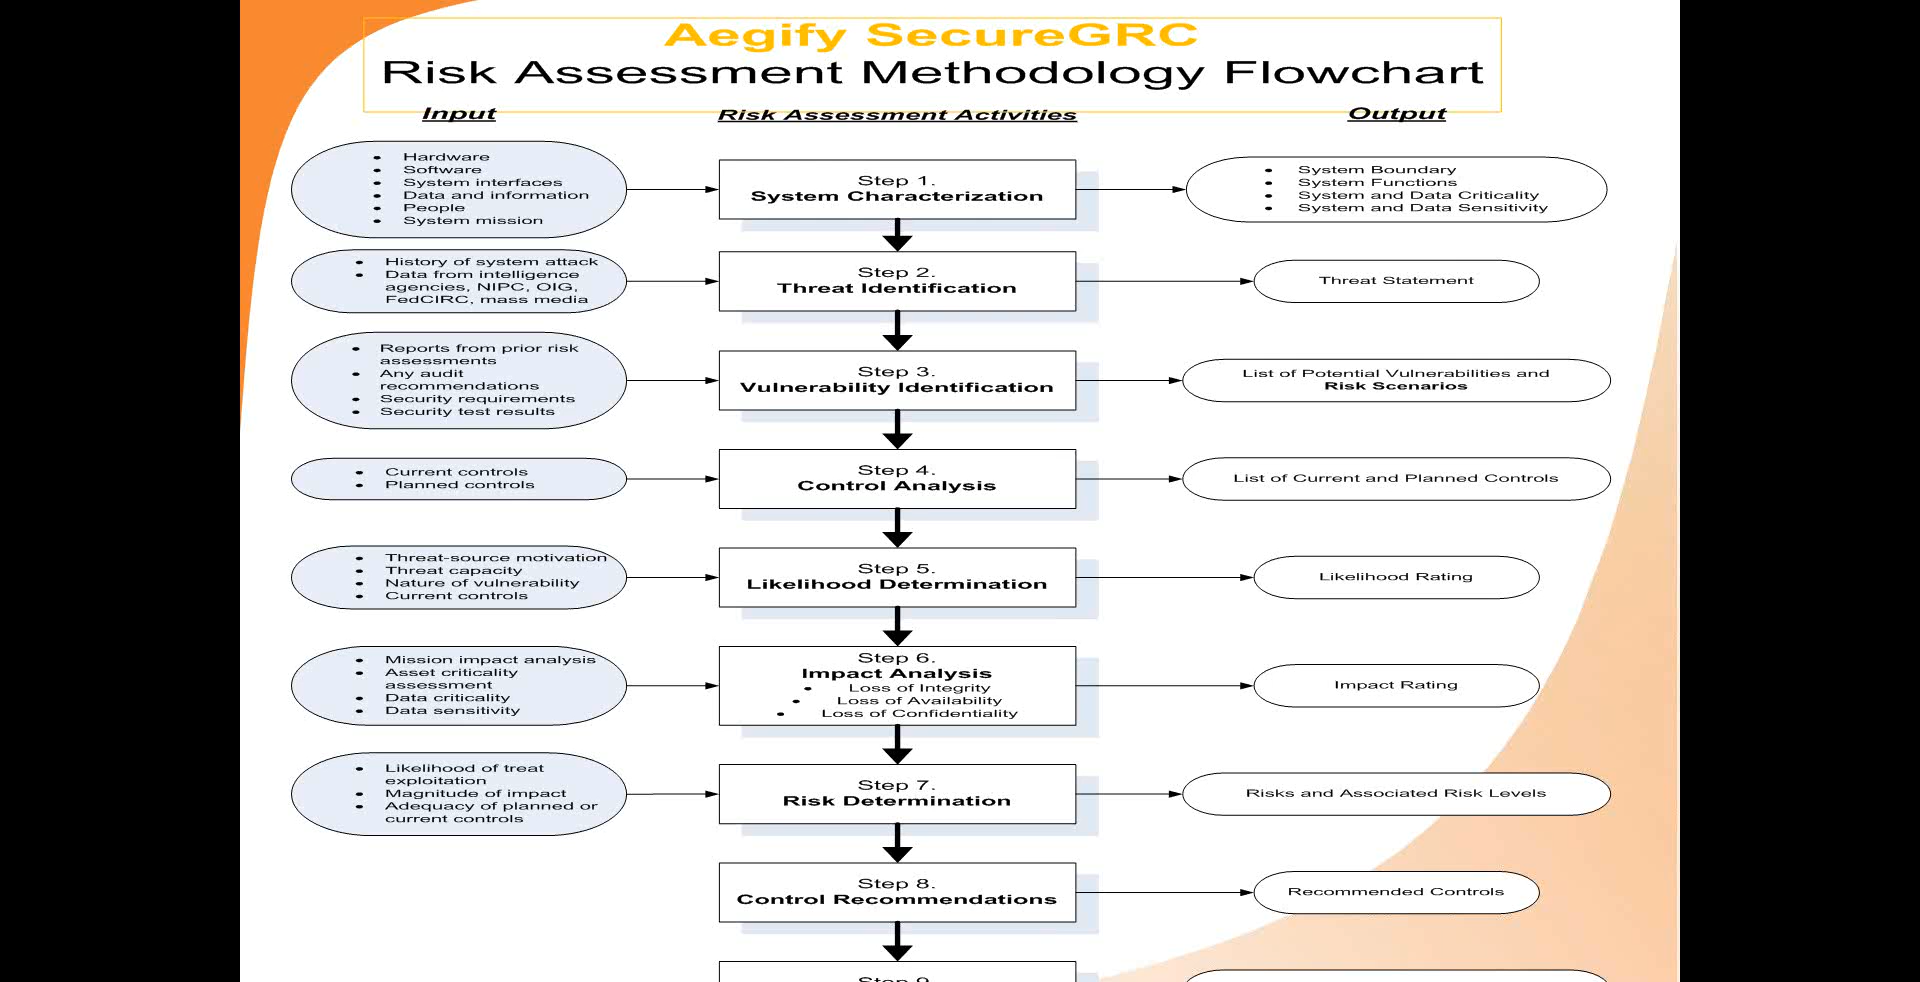 Aegify SecureGRC
Risk Assessment Methodology Flowchart
Input
Risk Assessment Activities
Output
• Hardware
• Software
• System interfaces
• Data and information
• People
• System mission
Step 1.
System Characterization
• System Boundary
• System Functions
• System and Data Criticality
• System and Data Sensitivity
• History of system attack
• Data from intelligence
agencies, NIPC, OIG,
FedCIRC, mass media
Step 2.
Threat Identification
Threat Statement
• Reports from prior risk
assessments
• Any audit
recommendations
• Security requirements
• Security test results
Step 3.
Vulnerability Identification
List of Potential Vulnerabilities and
Risk Scenarios
• Current controls
• Planned controls
Step 4.
Control Analysis
List of Current and Planned Controls
• Threat-source motivation
• Threat capacity
• Nature of vulnerability
• Current controls
Step 5.
Likelihood Determination
Likelihood Rating
• Mission impact analysis
• Asset criticality
assessment
• Data criticality
• Data sensitivity
Step 6.
Impact Analysis
• Loss of Integrity
• Loss of Availability
• Loss of Confidentiality
Impact Rating
• Likelihood of treat
exploitation
• Magnitude of impact
• Adequacy of planned or
current controls
Step 7.
Risk Determination
Risks and Associated Risk Levels
Step 8.
Control Recommendations
Recommended Controls
Step 9.